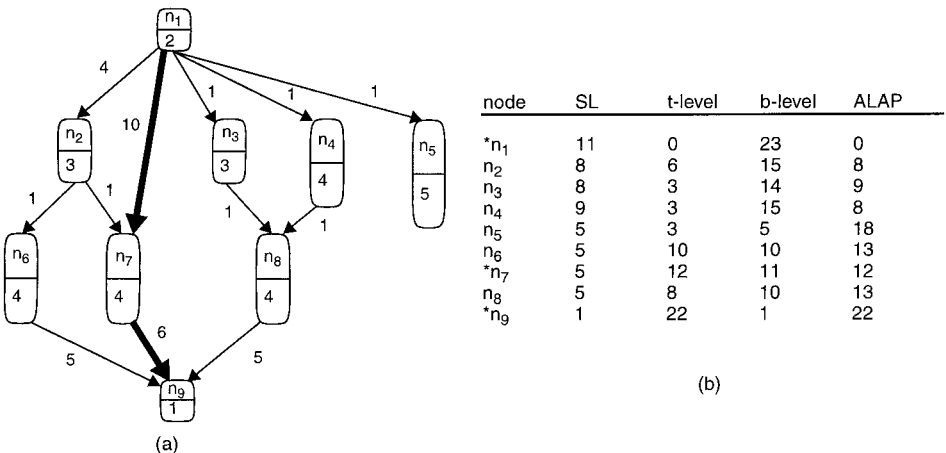 n1
2
4
10
1
1
1
n2
3
n3
3
n4
4
n5
5
1
1
1
1
n6
4
n7
4
n8
4
5
6
5
n9
1
(a)
node SL t-level b-level ALAP
*n1 11 0 23 0
n2 8 6 15 8
n3 8 3 14 9
n4 9 3 15 8
n5 5 3 5 18
n6 5 10 10 13
*n7 5 12 11 12
n8 5 8 10 13
*n9 1 22 1 22
(b)